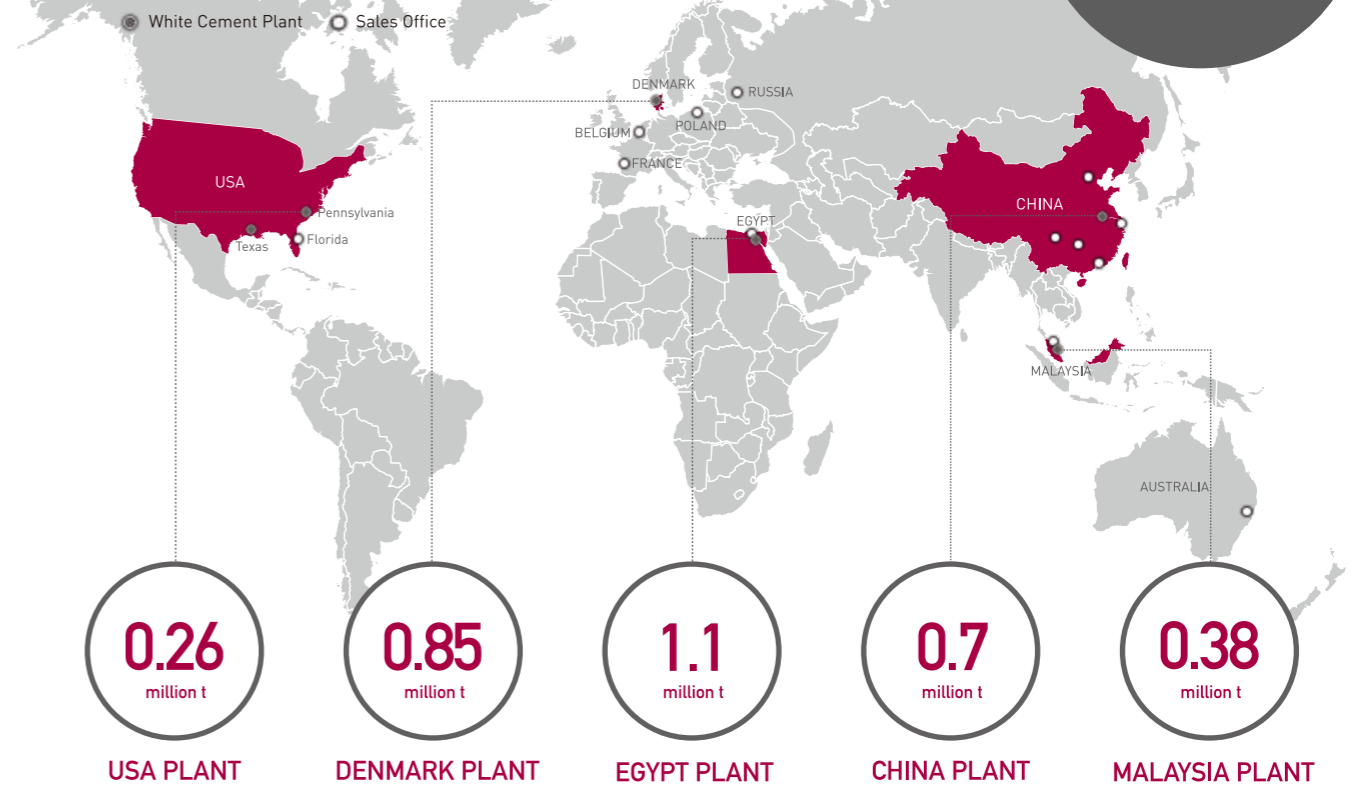 White Cement Plant
Sales Office
DENMARK
RUSSIA
BELGIUM
POLAND
FRANCE
USA
Pennsylvania
Texas
Florida
EGYPT
CHINA
MALAYSIA
AUSTRALIA
0.26
million t
USA PLANT
0.85
million t
DENMARK PLANT
1.1
million t
EGYPT PLANT
0.7
million t
CHINA PLANT
0.38
million t
MALAYSIA PLANT